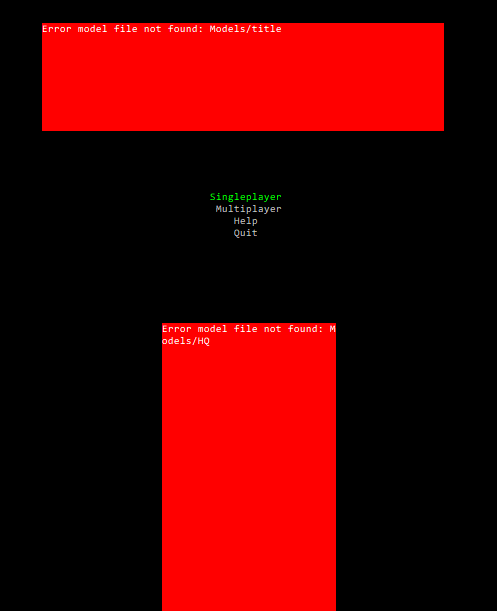 Error model file not found: Models/title
Singleplayer
Multiplayer
Help
Quit
Error model file not found: M
odels/HQ